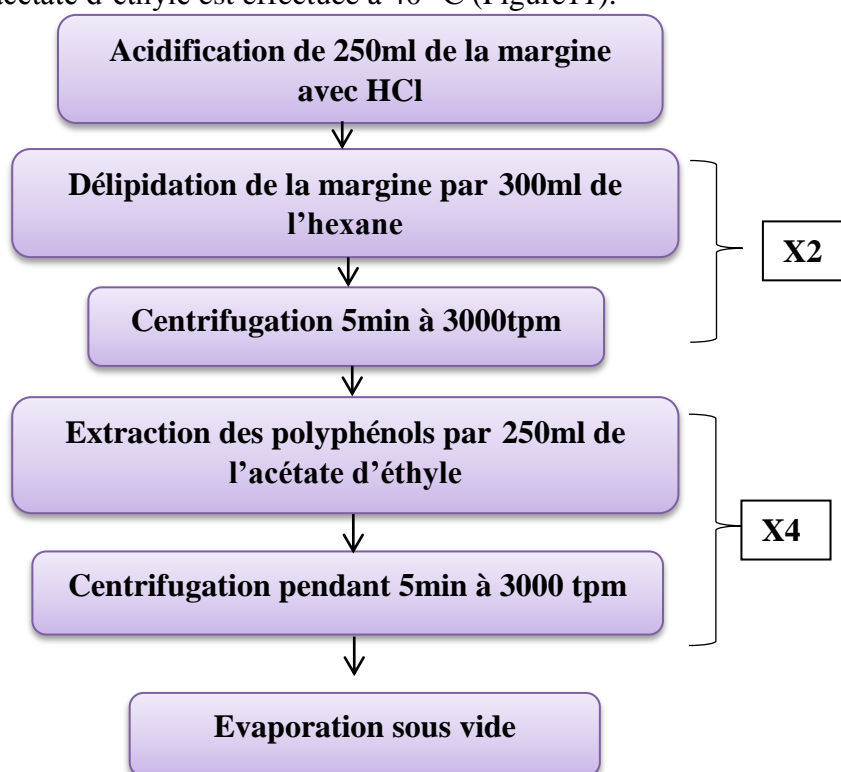 acétate d'éthyle est effectuée à 40 °C (Figure11).
Acidification de 250ml de la margine
avec HCl
Délipidation de la margine par 300ml de
l'hexane
X2
Centrifugation 5min à 3000tpm
Extraction des polyphénols par 250ml de
l'acétate d'éthyle
X4
Centrifugation pendant 5min à 3000 tpm
Evaporation sous vide